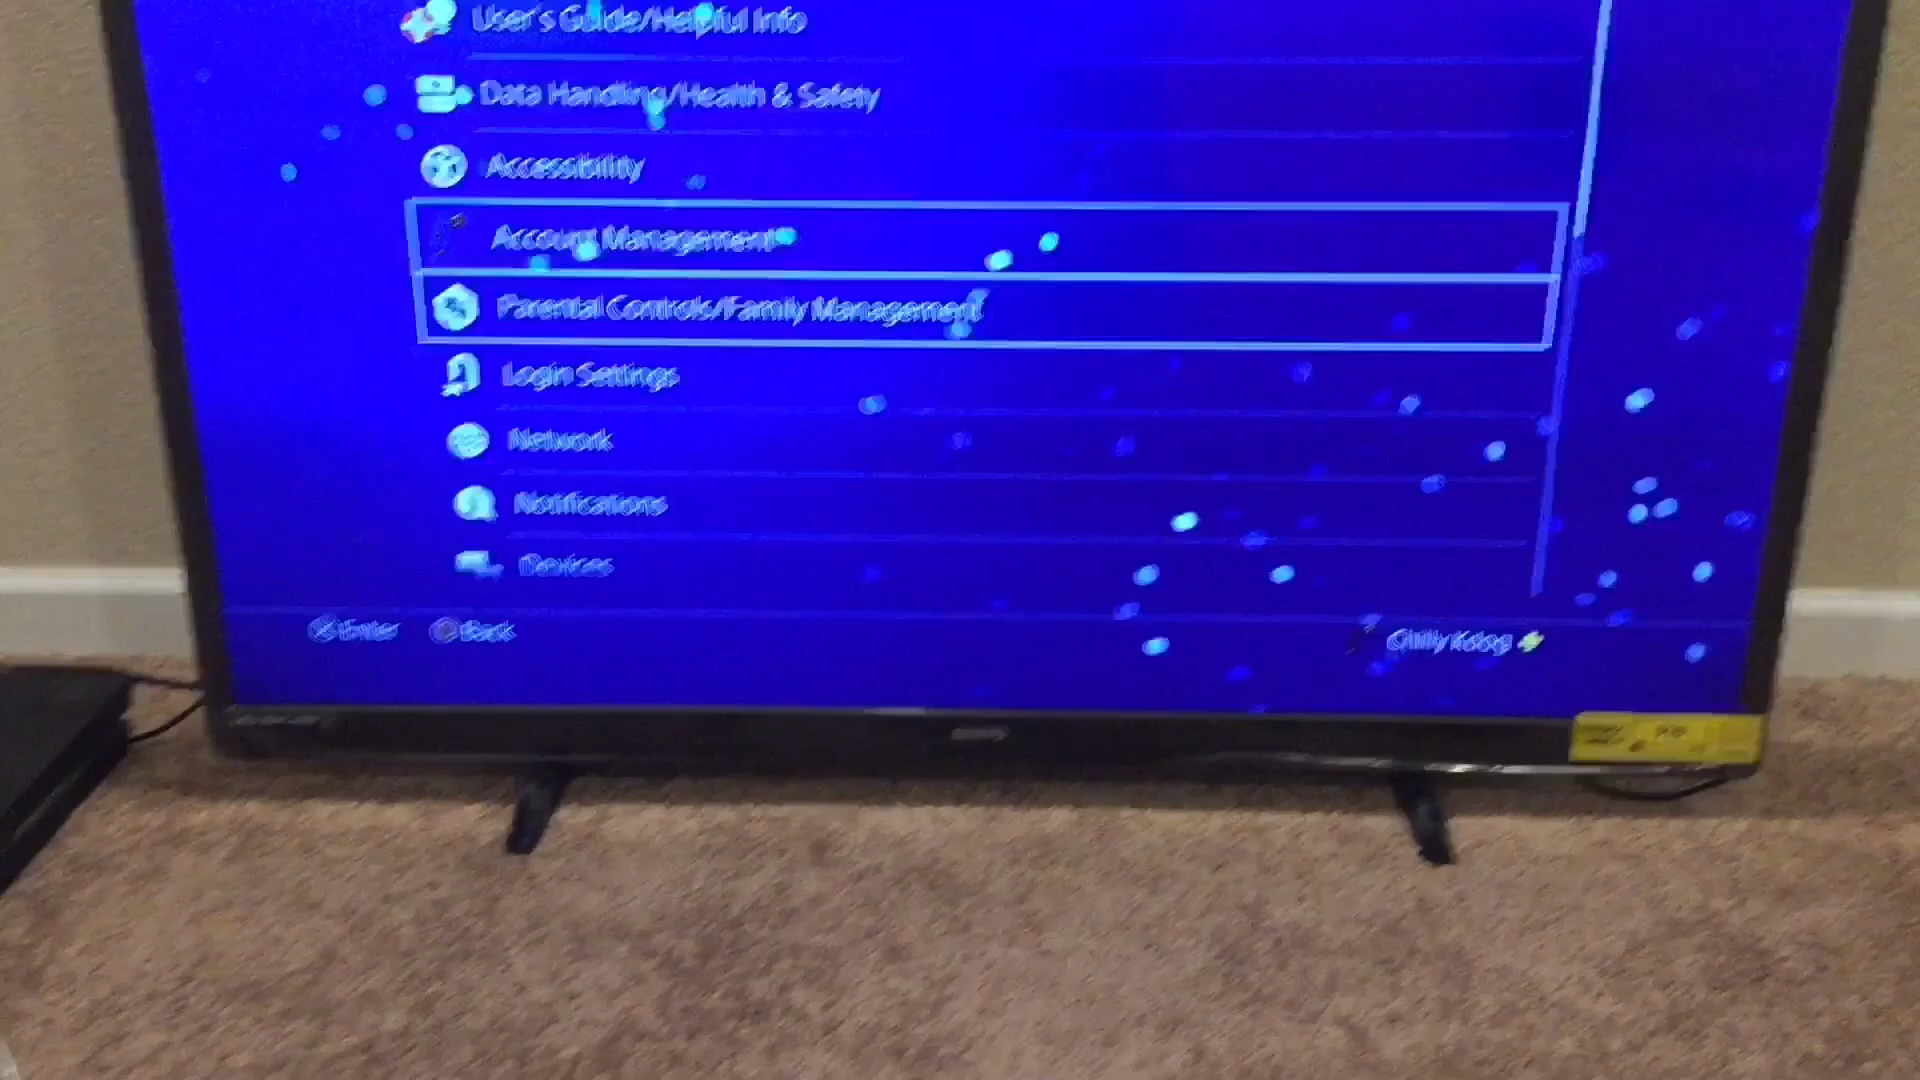 User's Guide/Helpful Info
Data Handling/Health & Safety
Accessibility
Account Management
Parental Controls/Family Management
Login Settings
Network
Notifications
Devices
Enter Back